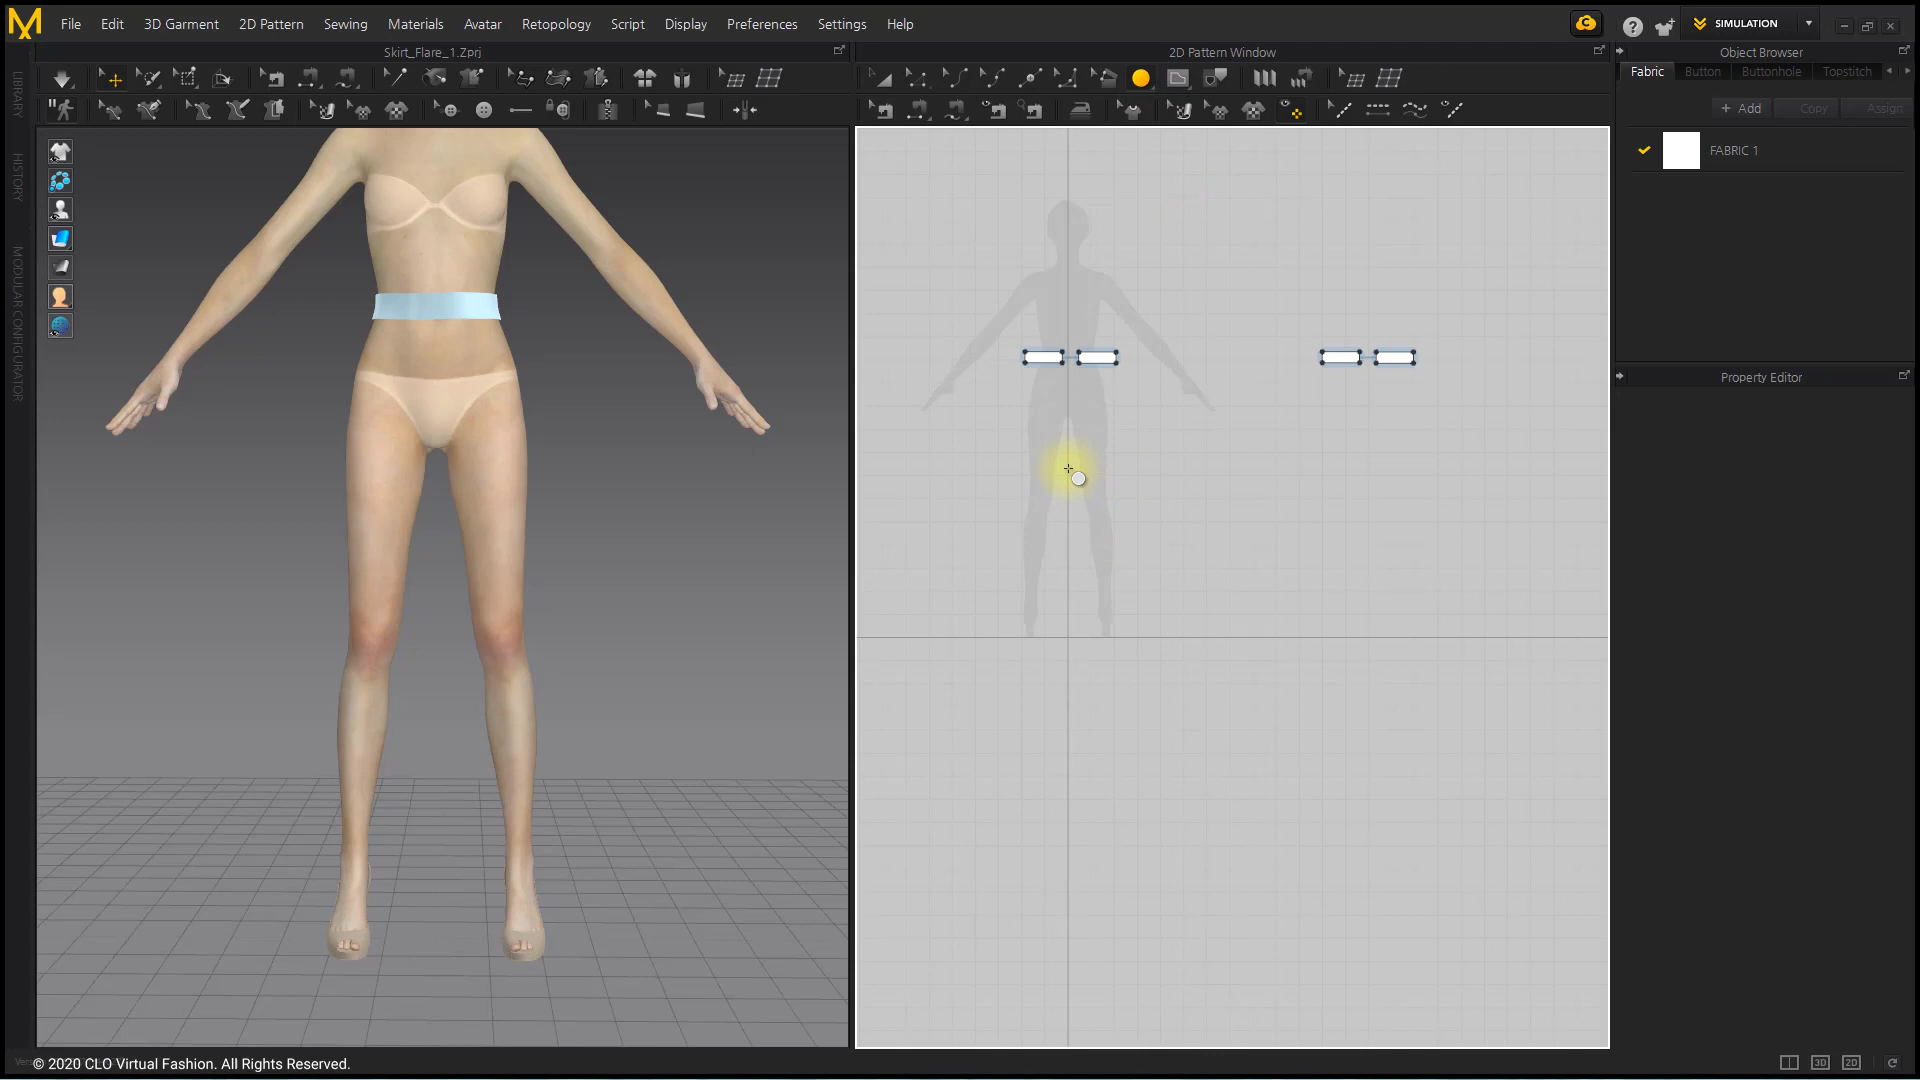 File Edit 3D Garment 2D Pattern Sewing Materials Avatar Retopology Script Display Preferences Settings Help
SIMULATION
Skirt_Flare_1.Zprj
2D Pattern Window
Object Browser
Fabric Button Buttonhole Topstitch
+ Add Copy Assign
FABRIC 1
Property Editor
LIBRARY
HISTORY
MODULAR CONFIGURATOR
© 2020 CLO Virtual Fashion. All Rights Reserved.
3D 2D